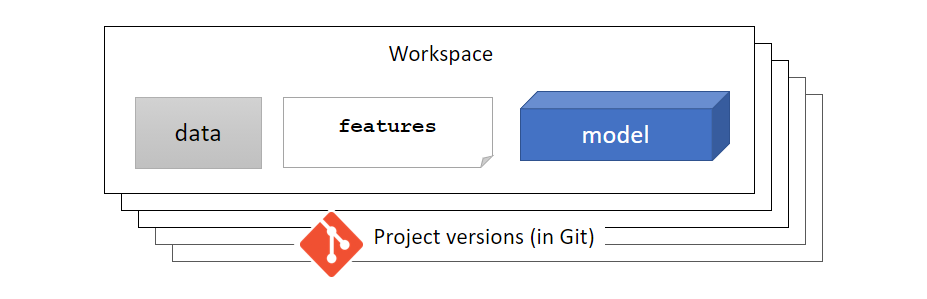 Workspace
data
features
model
Project versions (in Git)